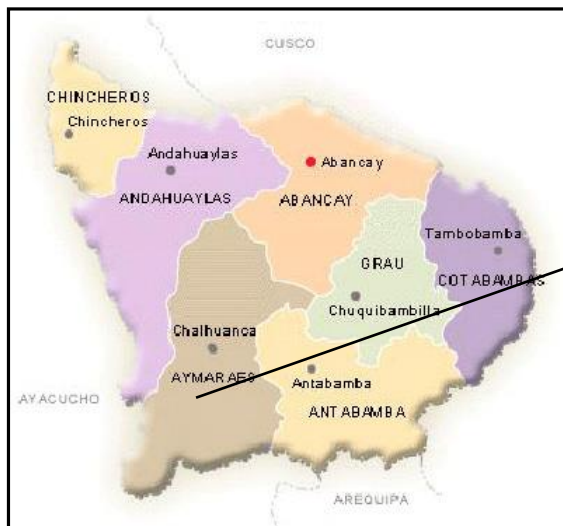 CUSCO
CHINCHEROS
Chincheros
Andahuaylas
Abancay
ANDAHUAYLAS
ABANCAY
Tambobamba
GRAU
COTABAMBAS
Chuquibambilla
Chalhuanca
AYMARAES
Antabamba
AYACUCHO
ANTABAMBA
AREQUIPA